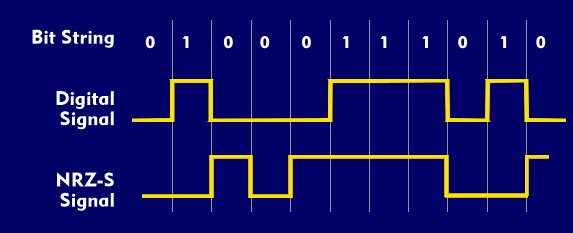 Bit String 0 1 0 0 0 1 1 1 0 1 0
Digital
Signal
NRZ-S
Signal